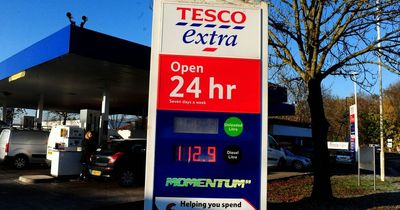 TESCO
extra
Open
24 hr
Seven days a week
Unleaded
Litre
112.9
Diesel
Litre
MOMENTUM
Helping you spend